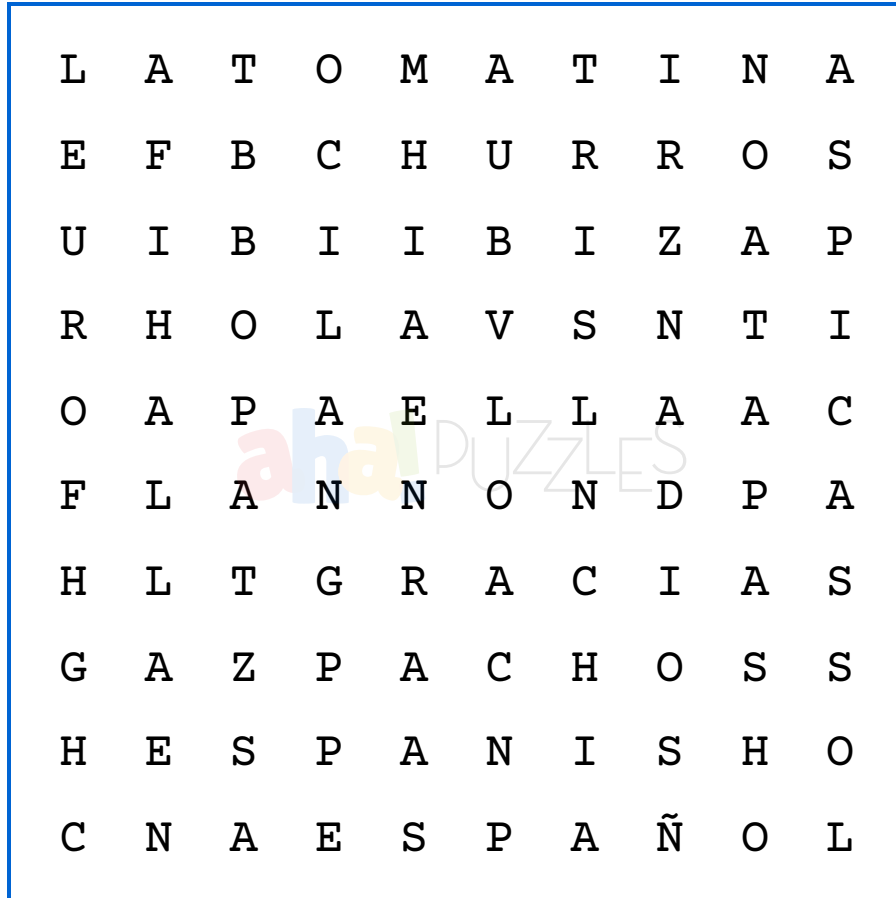 L A T O M A T I N A
E F B C H U R R O S
U I B I I B I Z A P
R H O L A V S N T I
O A P A E L L A A C
F L A N N O N D P A
H L T G R A C I A S
G A Z P A C H O S S
H E S P A N I S H O
C N A E S P A Ñ O L
aha! PUZZLES